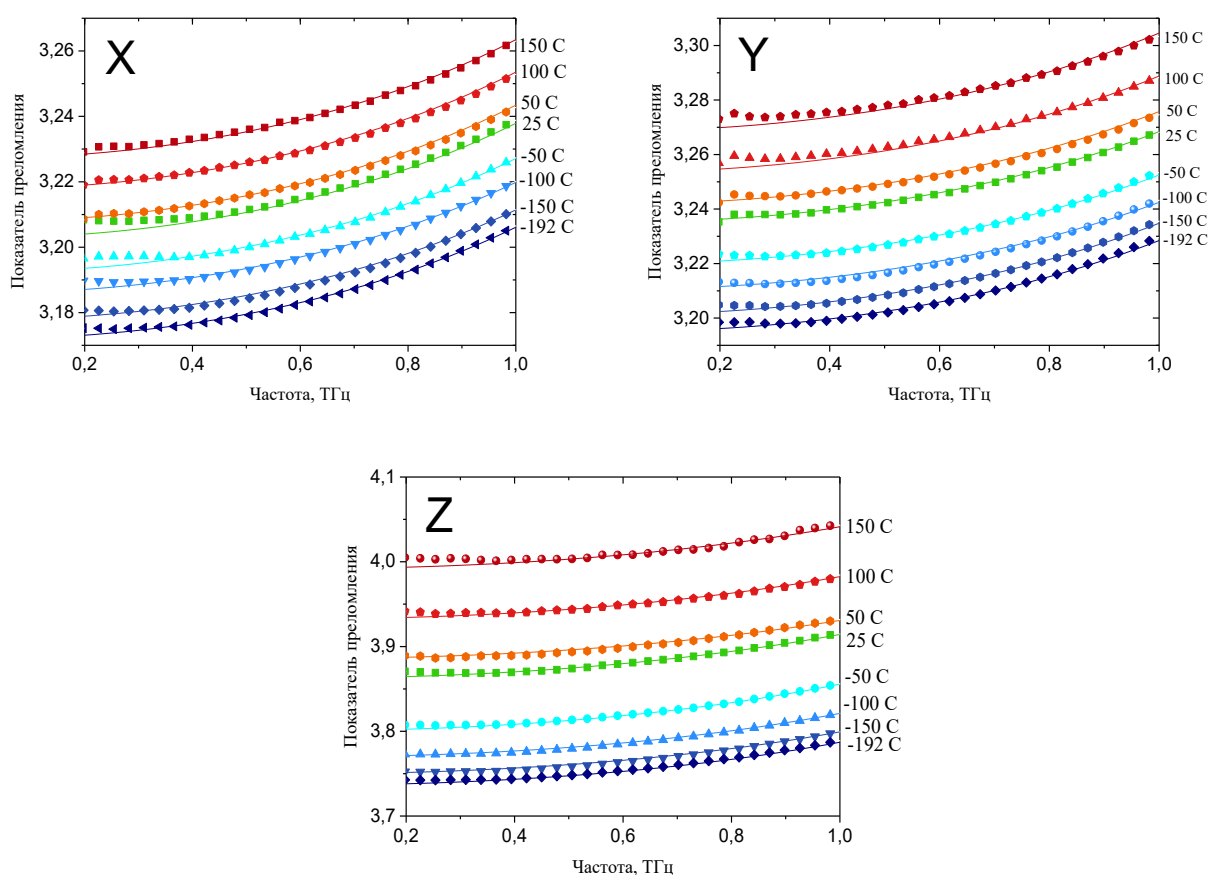 X
3,26
3,24
3,22
3,20
3,18
0,2
0,4
0,6
0,8
1,0
Показатель преломления
Частота, ТГц
150 C
100 C
50 C
25 C
-50 C
-100 C
-150 C
-192 C
Y
3,30
3,28
3,26
3,24
3,22
3,20
0,2
0,4
0,6
0,8
1,0
Показатель преломления
Частота, ТГц
150 C
100 C
50 C
25 C
-50 C
-100 C
-150 C
-192 C
Z
4,1
4,0
3,9
3,8
3,7
0,2
0,4
0,6
0,8
1,0
Показатель преломления
Частота, ТГц
150 C
100 C
50 C
25 C
-50 C
-100 C
-150 C
-192 C